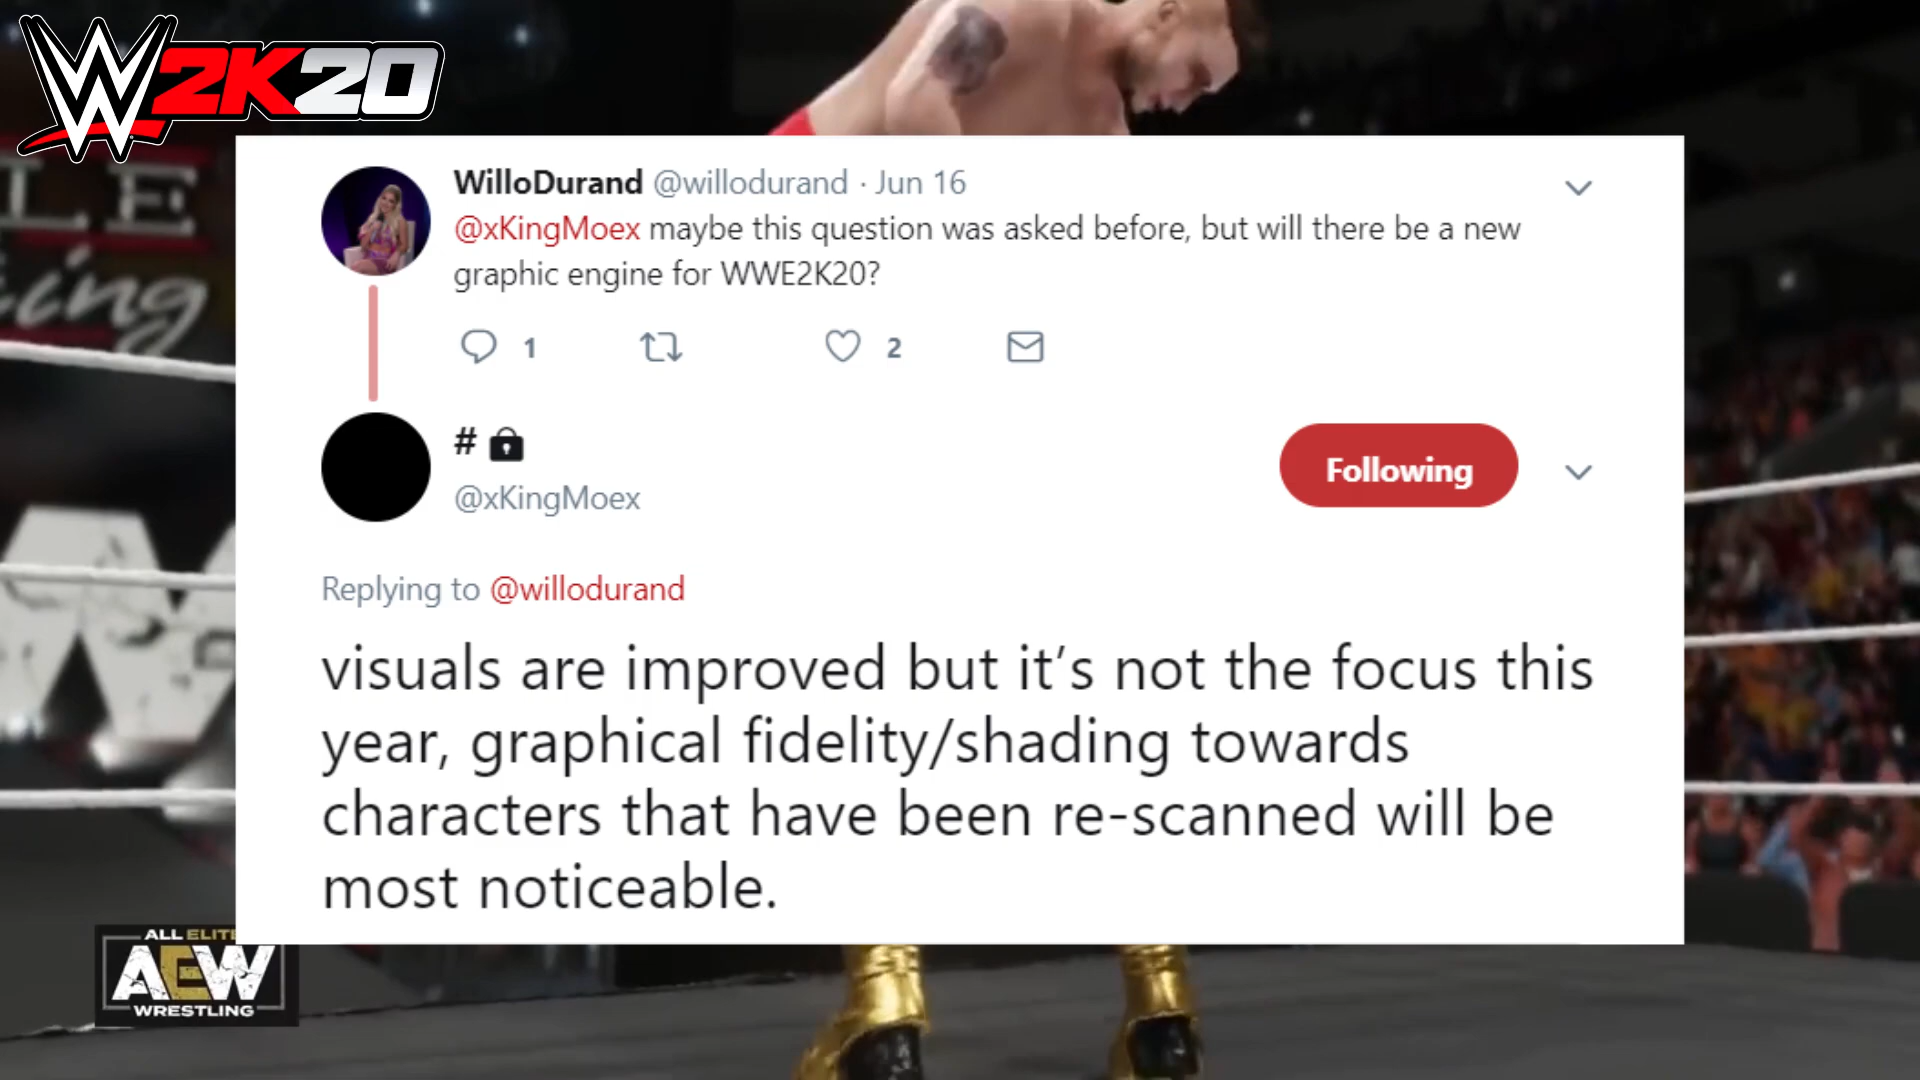 W 2K20
WilloDurand @willodurand · Jun 16
@xKingMoex maybe this question was asked before, but will there be a new
graphic engine for WWE2K20?
1 2
#
@xKingMoex
Following
Replying to @willodurand
visuals are improved but it’s not the focus this
year, graphical fidelity/shading towards
characters that have been re-scanned will be
most noticeable.
ALL ELITE
AEW
WRESTLING